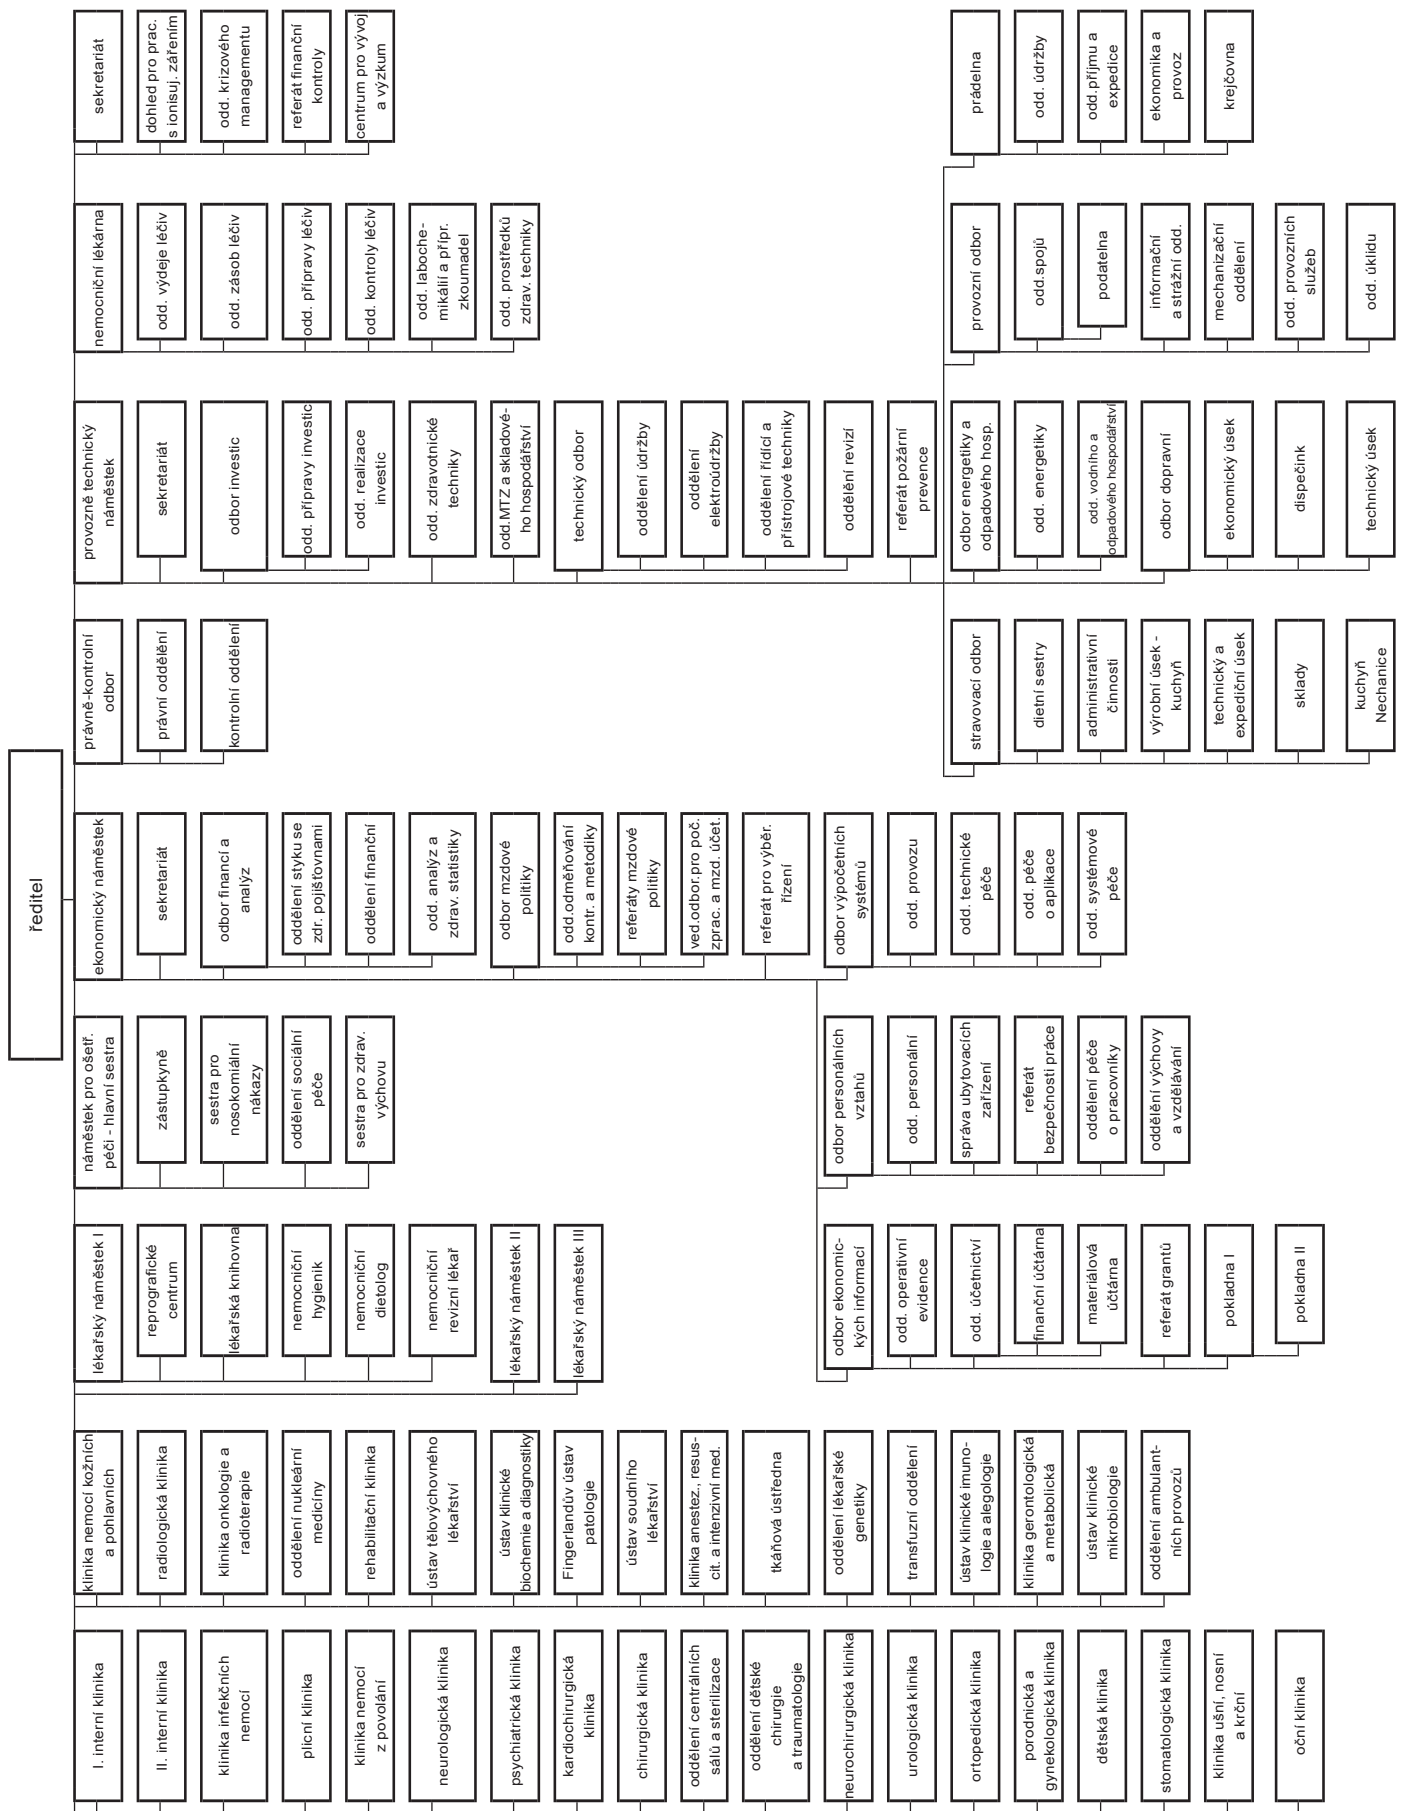 ředitel
I. interní klinika
II. interní klinika
klinika infekčních
nemocí
plicní klinika
klinika nemocí
z povolání
neurologická klinika
psychiatrická klinika
kardiochirurgická
klinika
chirurgická klinika
oddělení centrálních
sálů a sterilizace
oddělení dětské
chirurgie
a traumatologie
neurochirurgická klinika
urologická klinika
ortopedická klinika
porodnická a
gynekologická klinika
dětská klinika
stomatologická klinika
klinika ušní, nosní
a krční
oční klinika
klinika nemocí kožních
a pohlavních
radiologická klinika
klinika onkologie a
radioterapie
oddělení nukleární
medicíny
rehabilitační klinika
ústav tělovýchovného
lékařství
ústav klinické
biochemie a diagnostiky
Fingerlandův ústav
patologie
ústav soudního
lékařství
klinika anestez., resus-
cit. a intenzivní med.
tkáňová ústředna
oddělení lékařské
genetiky
transfuzní oddělení
ústav klinické imuno-
logie a alegologie
klinika gerontologická
a metabolická
ústav klinické
mikrobiologie
oddělení ambulant-
ních provozů
lékařský náměstek I
reprografické
centrum
lékařská knihovna
nemocniční
hygienik
nemocniční
dietolog
nemocniční
revizní lékař
lékařský náměstek II
lékařský náměstek III
náměstek pro ošetř.
péči - hlavní sestra
zástupkyně
sestra pro
nosokomiální
nákazy
oddělení sociální
péče
sestra pro zdrav.
výchovu
ekonomický náměstek
sekretariát
odbor financí a
analýz
oddělení styku se
zdr. pojišťovnami
oddělení finanční
odd. analýz a
zdrav. statistiky
odbor mzdové
politiky
odd.odměňování
kontr. a metodiky
referáty mzdové
politiky
ved.odbor.pro poč.
zprac. a mzd. účet.
referát pro výběr.
řízení
odbor výpočetních
systémů
odd. provozu
odd. technické
péče
odd. péče
o aplikace
odd. systémové
péče
odbor personálních
vztahů
odd. personální
správa ubytovacích
zařízení
referát
bezpečnosti práce
oddělení péče
o pracovníky
oddělění výchovy
a vzdělávání
odbor ekonomic-
kých informací
odd. operativní
evidence
odd. účetnictví
finanční účtárna
materiálová
účtárna
referát grantů
pokladna I
pokladna II
právně-kontrolní
odbor
právní oddělění
kontrolní oddělení
provozně technický
náměstek
sekretariát
odbor investic
odd. přípravy investic
odd. realizace
investic
odd. zdravotnické
techniky
odd.MTZ a skladové-
ho hospodářství
technický odbor
oddělení údržby
oddělení
elektroúdržby
oddělení řídící a
přístrojové techniky
oddělení revizí
referát požární
prevence
odbor energetiky a
odpadového hosp.
odd. energetiky
odd. vodního a
odpadového hospodářství
odbor dopravní
ekonomický úsek
dispečink
technický úsek
stravovací odbor
dietní sestry
administrativní
činnosti
výrobní úsek -
kuchyň
technický a
expediční úsek
sklady
kuchyň
Nechanice
nemocniční lékárna
odd. výdeje léčiv
odd. zásob léčiv
odd. přípravy léčiv
odd. kontroly léčiv
odd. laboche-
mikálií a přípr.
zkoumadel
odd. prostředků
zdrav. techniky
provozní odbor
odd.spojů
podatelna
informační
a strážní odd.
mechanizační
oddělení
odd. provozních
služeb
odd. úklidu
sekretariát
dohled pro prac.
s ionisuj. zářením
odd. krizového
managementu
referát finanční
kontroly
centrum pro vývoj
a výzkum
prádelna
odd. údržby
odd.příjmu a
expedice
ekonomika a
provoz
krejčovna